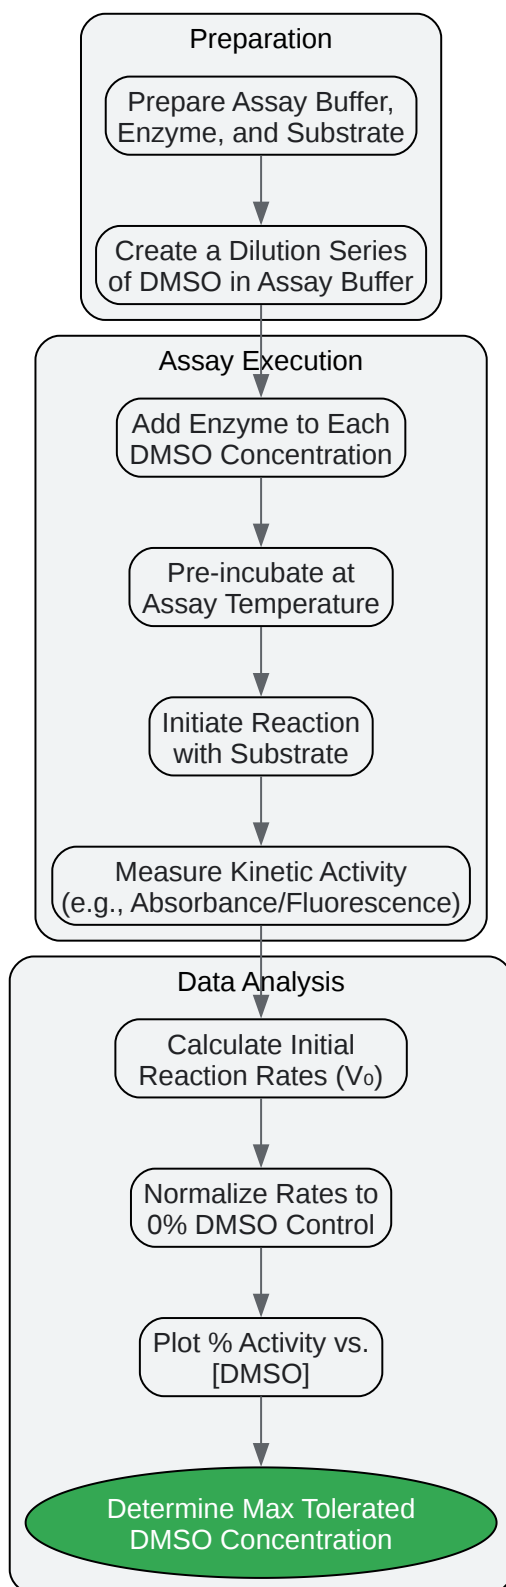 Preparation
Prepare Assay Buffer,
Enzyme, and Substrate
Create a Dilution Series
of DMSO in Assay Buffer
Assay Execution
Add Enzyme to Each
DMSO Concentration
Pre-incubate at
Assay Temperature
Initiate Reaction
with Substrate
Measure Kinetic Activity
(e.g., Absorbance/Fluorescence)
Data Analysis
Calculate Initial
Reaction Rates (V₀)
Normalize Rates to
0% DMSO Control
Plot % Activity vs.
[DMSO]
Determine Max Tolerated
DMSO Concentration